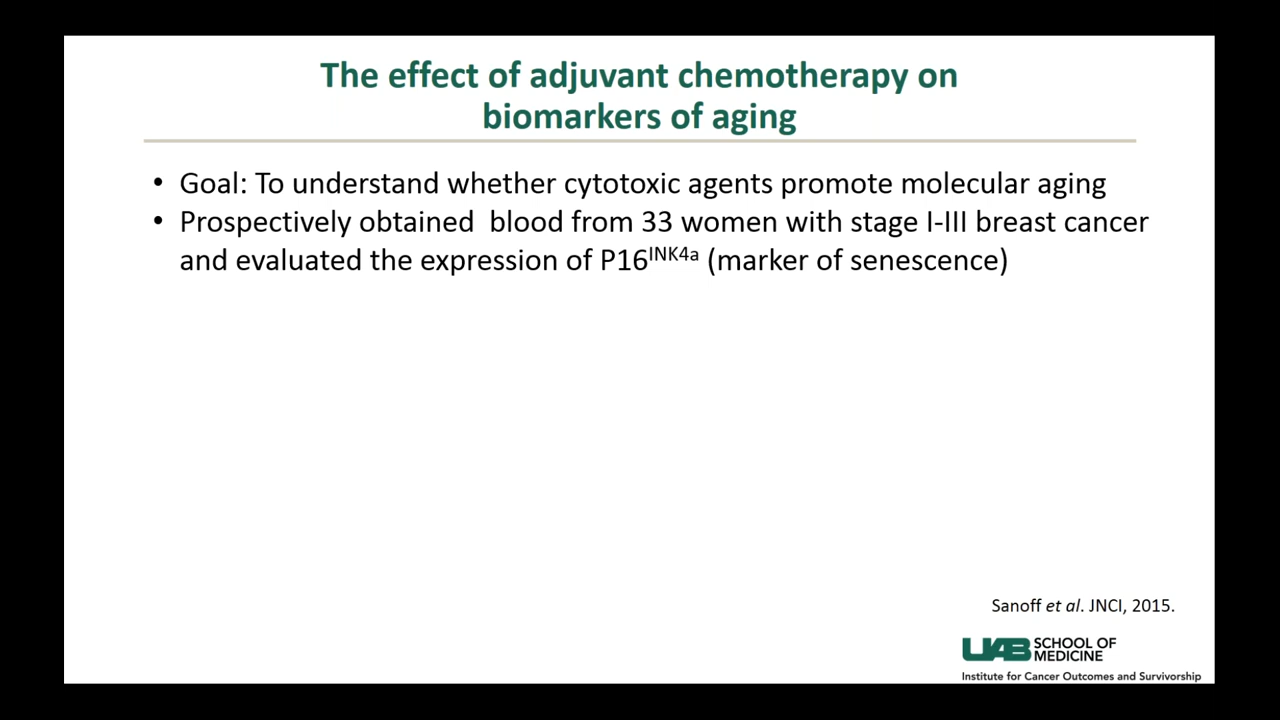 The effect of adjuvant chemotherapy on
biomarkers of aging
• Goal: To understand whether cytotoxic agents promote molecular aging
• Prospectively obtained  blood from 33 women with stage I-III breast cancer
and evaluated the expression of P16^INK4a (marker of senescence)
Sanoff et al. JNCI, 2015.
UAB SCHOOL OF
MEDICINE
Institute for Cancer Outcomes and Survivorship